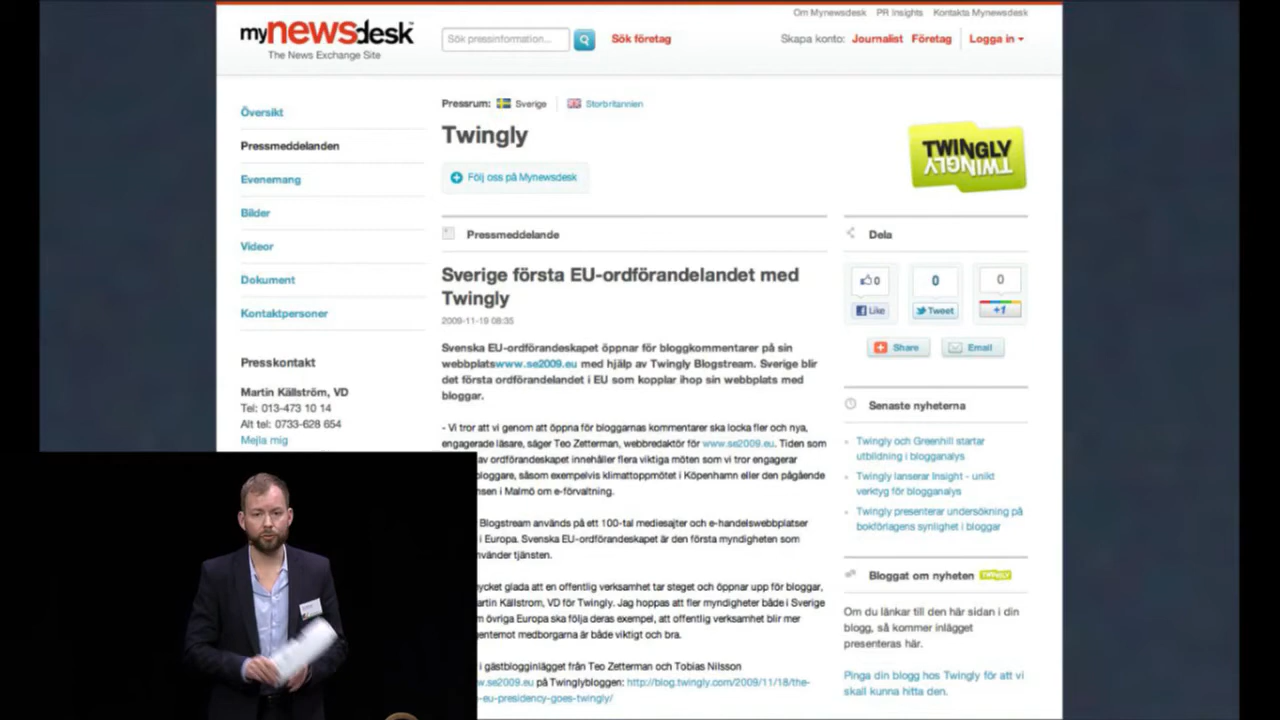 Om Mynewsdesk PR Insights Kontakta Mynewsdesk
mynewsdesk™
The News Exchange Site
Sök pressinformation...
Sök företag
Skapa konto: Journalist Företag Logga in
Översikt
Pressmeddelanden
Evenemang
Bilder
Videor
Dokument
Kontaktpersoner
Presskontakt
Martin Källström, VD
Tel: 013-473 10 14
Alt tel: 0733-628 654
Mejla mig
Pressrum: Sverige Storbritannien
Twingly
Följ oss på Mynewsdesk
Pressmeddelande
Sverige första EU-ordförandelandet med
Twingly
2009-11-19 08:35
Svenska EU-ordförandeskapet öppnar för bloggkommentarer på sin
webbplatswww.se2009.eu med hjälp av Twingly Blogstream. Sverige blir
det första ordförandelandet i EU som kopplar ihop sin webbplats med
bloggar.
- Vi tror att vi genom att öppna för bloggarnas kommentarer ska locka fler och nya,
engagerade läsare, säger Teo Zetterman, webbredaktör för www.se2009.eu. Tiden som
av ordförandeskapet innehåller flera viktiga möten som vi tror engagerar
bloggare, såsom exempelvis klimattoppmötet i Köpenhamn eller den pågående
nsen i Malmö om e-förvaltning.
Blogstream används på ett 100-tal mediesajter och e-handelswebbplatser
i Europa. Svenska EU-ordförandeskapet är den första myndigheten som
nvänder tjänsten.
ycket glada att en offentlig verksamhet tar steget och öppnar upp för bloggar,
artin Källström, VD för Twingly. Jag hoppas att fler myndigheter både i Sverige
n övriga Europa ska följa deras exempel, att offentlig verksamhet blir mer
gentemot medborgarna är både viktigt och bra.
i gästblogginlägget från Teo Zetterman och Tobias Nilsson
w.se2009.eu på Twinglybloggen: http://blog.twingly.com/2009/11/18/the-
-eu-presidency-goes-twingly/
TWINGLY
Dela
0 0 0
Like Tweet +1
Share Email
Senaste nyheterna
Twingly och Greenhill startar
utbildning i blogganalys
Twingly lanserar Insight - unikt
verktyg för blogganalys
Twingly presenterar undersökning på
bokförlagens synlighet i bloggar
Bloggat om nyheten TWINGLY
Om du länkar till den här sidan i din
blogg, så kommer inlägget
presenteras här.
Pinga din blogg hos Twingly för att vi
skall kunna hitta den.